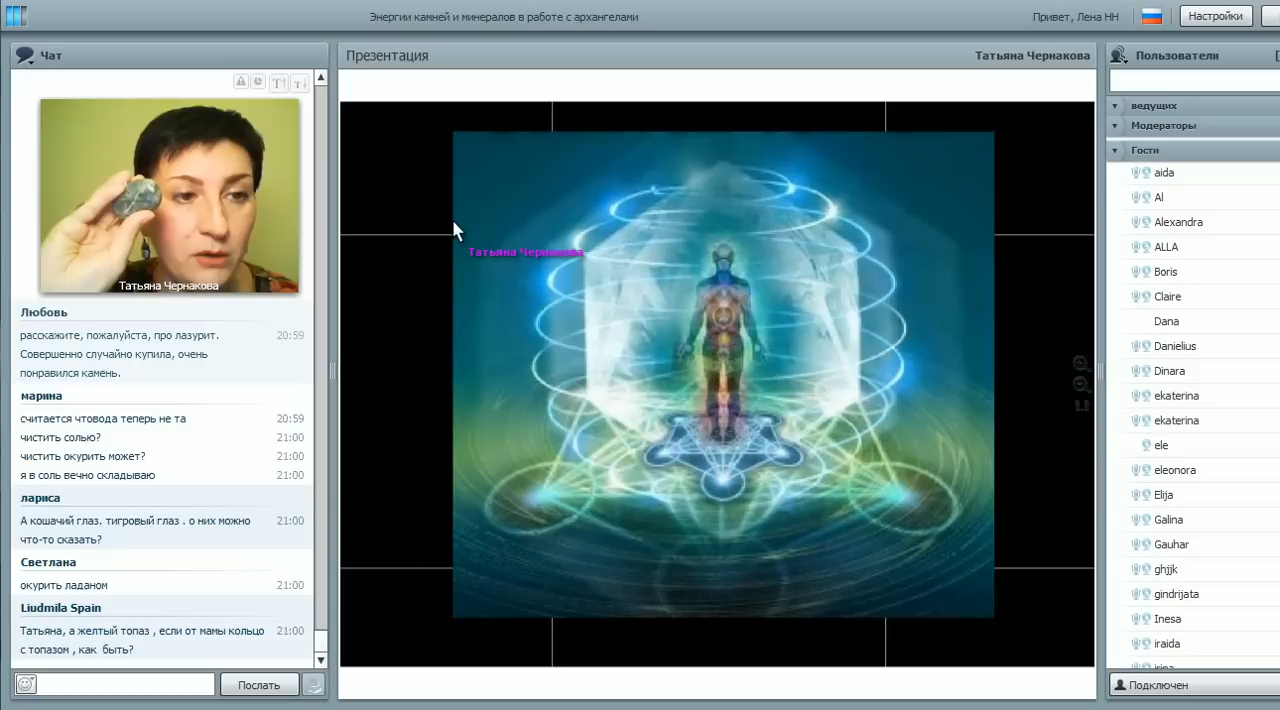 Энергии камней и минералов в работе с архангелами
Привет, Лена НН
Настройки
Чат
Татьяна Чернакова
Любовь
расскажите, пожалуйста, про лазурит. 20:59
Совершенно случайно купила, очень
понравился камень.
марина
считается чтовода теперь не та 20:59
чистить солью? 21:00
чистить окурить может? 21:00
я в соль вечно складываю 21:00
лариса
А кошачий глаз. тигровый глаз . о них можно 21:00
что-то сказать?
Светлана
окурить ладаном 21:00
Liudmila Spain
Татьяна, а желтый топаз , если от мамы кольцо 21:00
с топазом , как быть?
Послать
Презентация
Татьяна Чернакова
Татьяна Чернакова
Пользователи
ведущих
Модераторы
Гости
aida
Al
Alexandra
ALLA
Boris
Claire
Dana
Danielius
Dinara
ekaterina
ekaterina
ele
eleonora
Elija
Galina
Gauhar
ghjjk
gindrijata
Inesa
iraida
Подключен